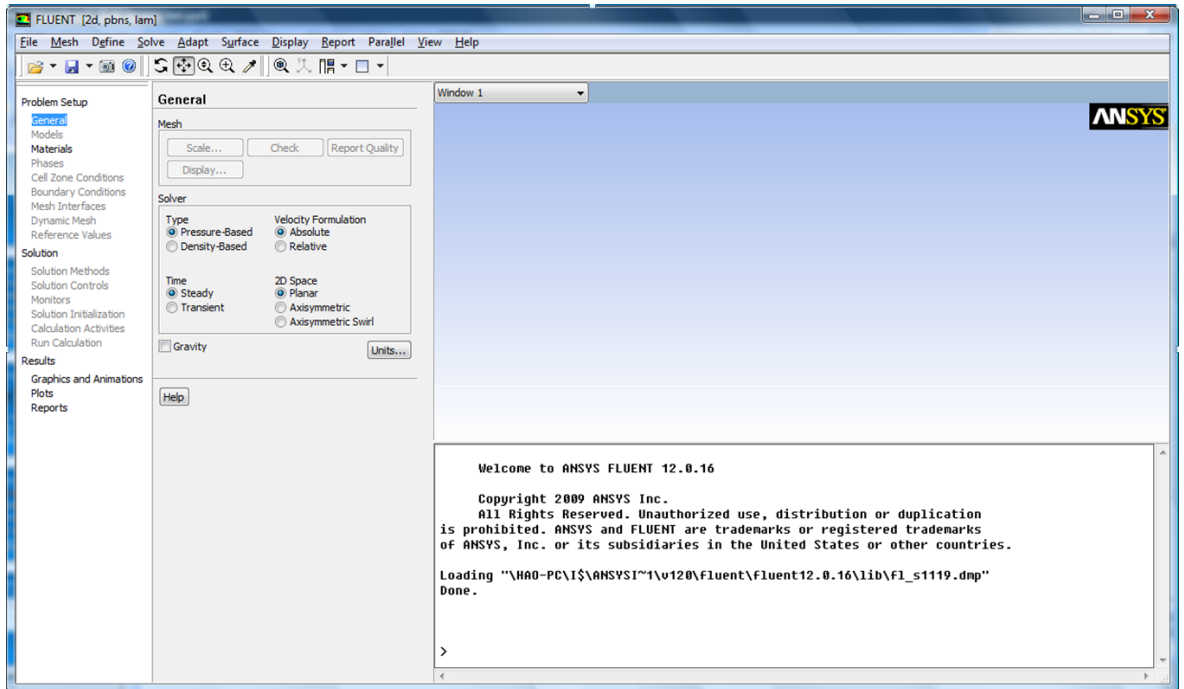 FLUENT [2d, pbns, lam]
File Mesh Define Solve Adapt Surface Display Report Parallel View Help
Problem Setup
General
Models
Materials
Phases
Cell Zone Conditions
Boundary Conditions
Mesh Interfaces
Dynamic Mesh
Reference Values
Solution
Solution Methods
Solution Controls
Monitors
Solution Initialization
Calculation Activities
Run Calculation
Results
Graphics and Animations
Plots
Reports
General
Mesh
Scale... Check Report Quality
Display...
Solver
Type Velocity Formulation
Pressure-Based Absolute
Density-Based Relative
Time 2D Space
Steady Planar
Transient Axisymmetric
Axisymmetric Swirl
Gravity Units...
Help
Window 1
ANSYS
Welcome to ANSYS FLUENT 12.0.16
Copyright 2009 ANSYS Inc.
All Rights Reserved. Unauthorized use, distribution or duplication
is prohibited. ANSYS and FLUENT are trademarks or registered trademarks
of ANSYS, Inc. or its subsidiaries in the United States or other countries.
Loading "\HAO-PC\I$\ANSYSI~1\v120\fluent\fluent12.0.16\lib\fl_s1119.dmp"
Done.
>